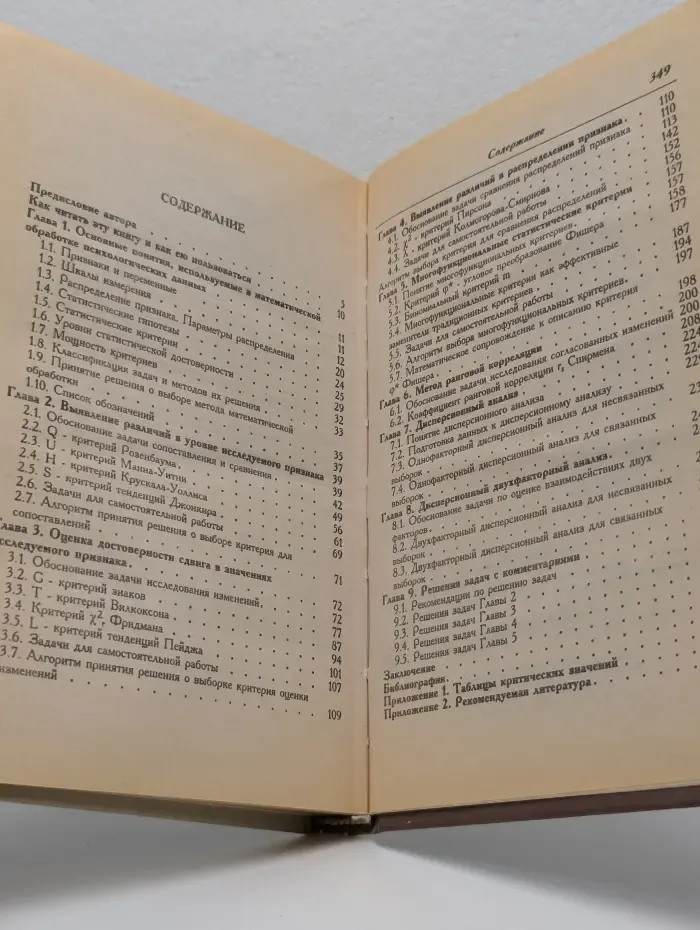 СОДЕРЖАНИЕ
Предисловие автора . . . 5
Как читать эту книгу и как ею пользоваться . . . 10
Глава 1. Основные понятия, используемые в математической
обработке психологических данных . . . 11
1.1. Признаки и переменные . . . 11
1.2. Шкалы измерения . . . 12
1.3. Распределение признака. Параметры распределения . . . 20
1.4. Статистические гипотезы . . . 24
1.5. Статистические критерии . . . 25
1.6. Уровни статистической достоверности . . . 29
1.7. Мощность критериев . . . 32
1.8. Классификация задач и методов их решения
1.9. Принятие решения о выборе метода математической
обработки . . . 33
1.10. Список обозначений
Глава 2. Выявление различий в уровне исследуемого признака
2.1. Обоснование задачи сопоставления и сравнения
2.2. Q - критерий Розенбаума
2.3. U - критерий Манна-Уитни
2.4. H - критерий Крускала-Уоллиса
2.5. S - критерий тенденций Джонкира
2.6. Задачи для самостоятельной работы
2.7. Алгоритм принятия решения о выборе критерия для
сопоставлений . . . 69
Глава 3. Оценка достоверности сдвига в значениях
исследуемого признака. . . . 71
3.1. Обоснование задачи исследования изменений. . . . 72
3.2. G - критерий знаков . . . 72
3.3. T - критерий Вилкоксона . . . 77
3.4. Критерий χ²r Фридмана . . . 87
3.5. L - критерий тенденций Пейджа . . . 94
3.6. Задачи для самостоятельной работы . . . 101
3.7. Алгоритм принятия решения о выборке критерия оценки . . . 107
изменений . . . 109
Содержание 349
Глава 4. Выявление различий в распределении признака. . . . 110
4.1. Обоснование задачи сравнения распределений признака . . . 110
4.2. χ² - критерий Пирсона . . . 113
4.3. λ - критерий Колмогорова-Смирнова . . . 142
4.4. Задачи для самостоятельной работы . . . 152
Алгоритм выбора критерия для сравнения распределений . . . 156
Глава 5. Многофункциональные статистические критерии . . . 157
5.1. Понятие многофункциональных критериев. . . . 157
5.2. Критерий φ* - угловое преобразование Фишера . . . 158
5.3. Биномиальный критерий m . . . 177
5.4. Многофункциональные критерии как эффективные
заменители традиционных критериев . . . 187
5.5. Задачи для самостоятельной работы . . . 194
5.6. Алгоритм выбора многофункциональных критериев. . . . 197
5.7. Математическое сопровождение к описанию критерия
φ* Фишера . . . 198
Глава 6. Метод ранговой корреляции . . . 200
6.1. Обоснование задачи исследования согласованных изменений 200
6.2. Коэффициент ранговой корреляции rs Спирмена . . . 208
Глава 7. Дисперсионный анализ
7.1. Понятие дисперсионного анализа
7.2. Подготовка данных к дисперсионному анализу
7.3. Однофакторный дисперсионный анализ для несвязанных
выборок
7.4. Однофакторный дисперсионный анализ для связанных
выборок
Глава 8. Дисперсионный двухфакторный анализ.
8.1. Обоснование задачи по оценке взаимодействиях двух
факторов.
8.2. Двухфакторный дисперсионный анализ для несвязанных
выборок
8.3. Двухфакторный дисперсионный анализ для связанных
выборок
Глава 9. Решения задач с комментариями
9.1. Рекомендации по решению задач
9.2. Решения задач Главы 2
9.3. Решения задач Главы 3
9.4. Решения задач Главы 4
9.5. Решения задач Главы 5
Заключение
Библиография.
Приложение 1. Таблицы критических значений
Приложение 2. Рекомендуемая литература.